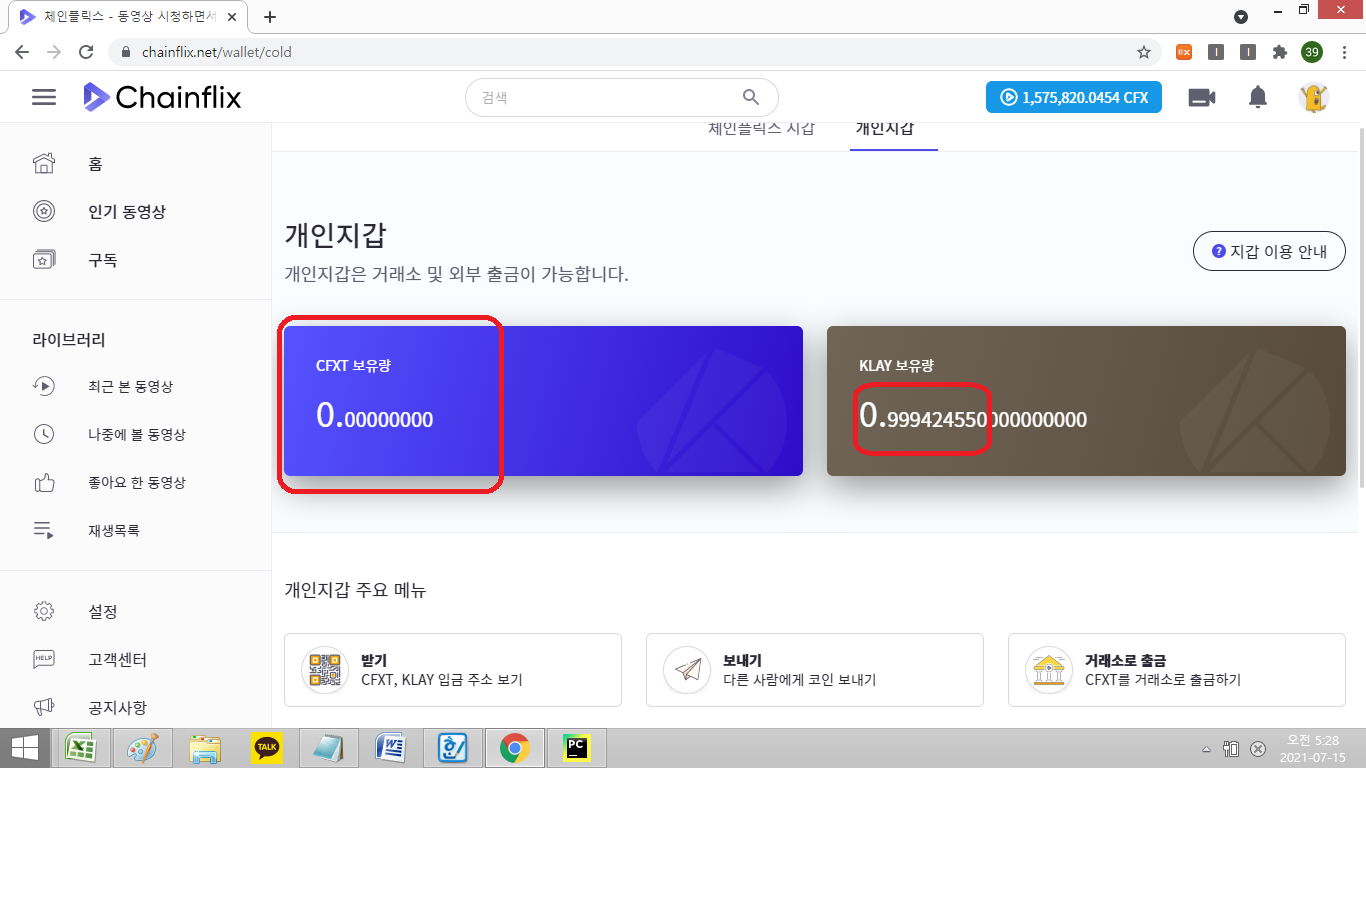 체인플릭스 - 동영상 시청하면서
chainflix.net/wallet/cold
39
Chainflix
검색
1,575,820.0454 CFX
체인플릭스 지갑
개인지갑
홈
인기 동영상
구독
라이브러리
최근 본 동영상
나중에 볼 동영상
좋아요 한 동영상
재생목록
설정
HELP
고객센터
공지사항
개인지갑
개인지갑은 거래소 및 외부 출금이 가능합니다.
? 지갑 이용 안내
CFXT 보유량
0.00000000
KLAY 보유량
0.999424550000000000
개인지갑 주요 메뉴
받기
CFXT, KLAY 입금 주소 보기
보내기
다른 사람에게 코인 보내기
거래소로 출금
CFXT를 거래소로 출금하기
TALK
PC
오전 5:28
2021-07-15